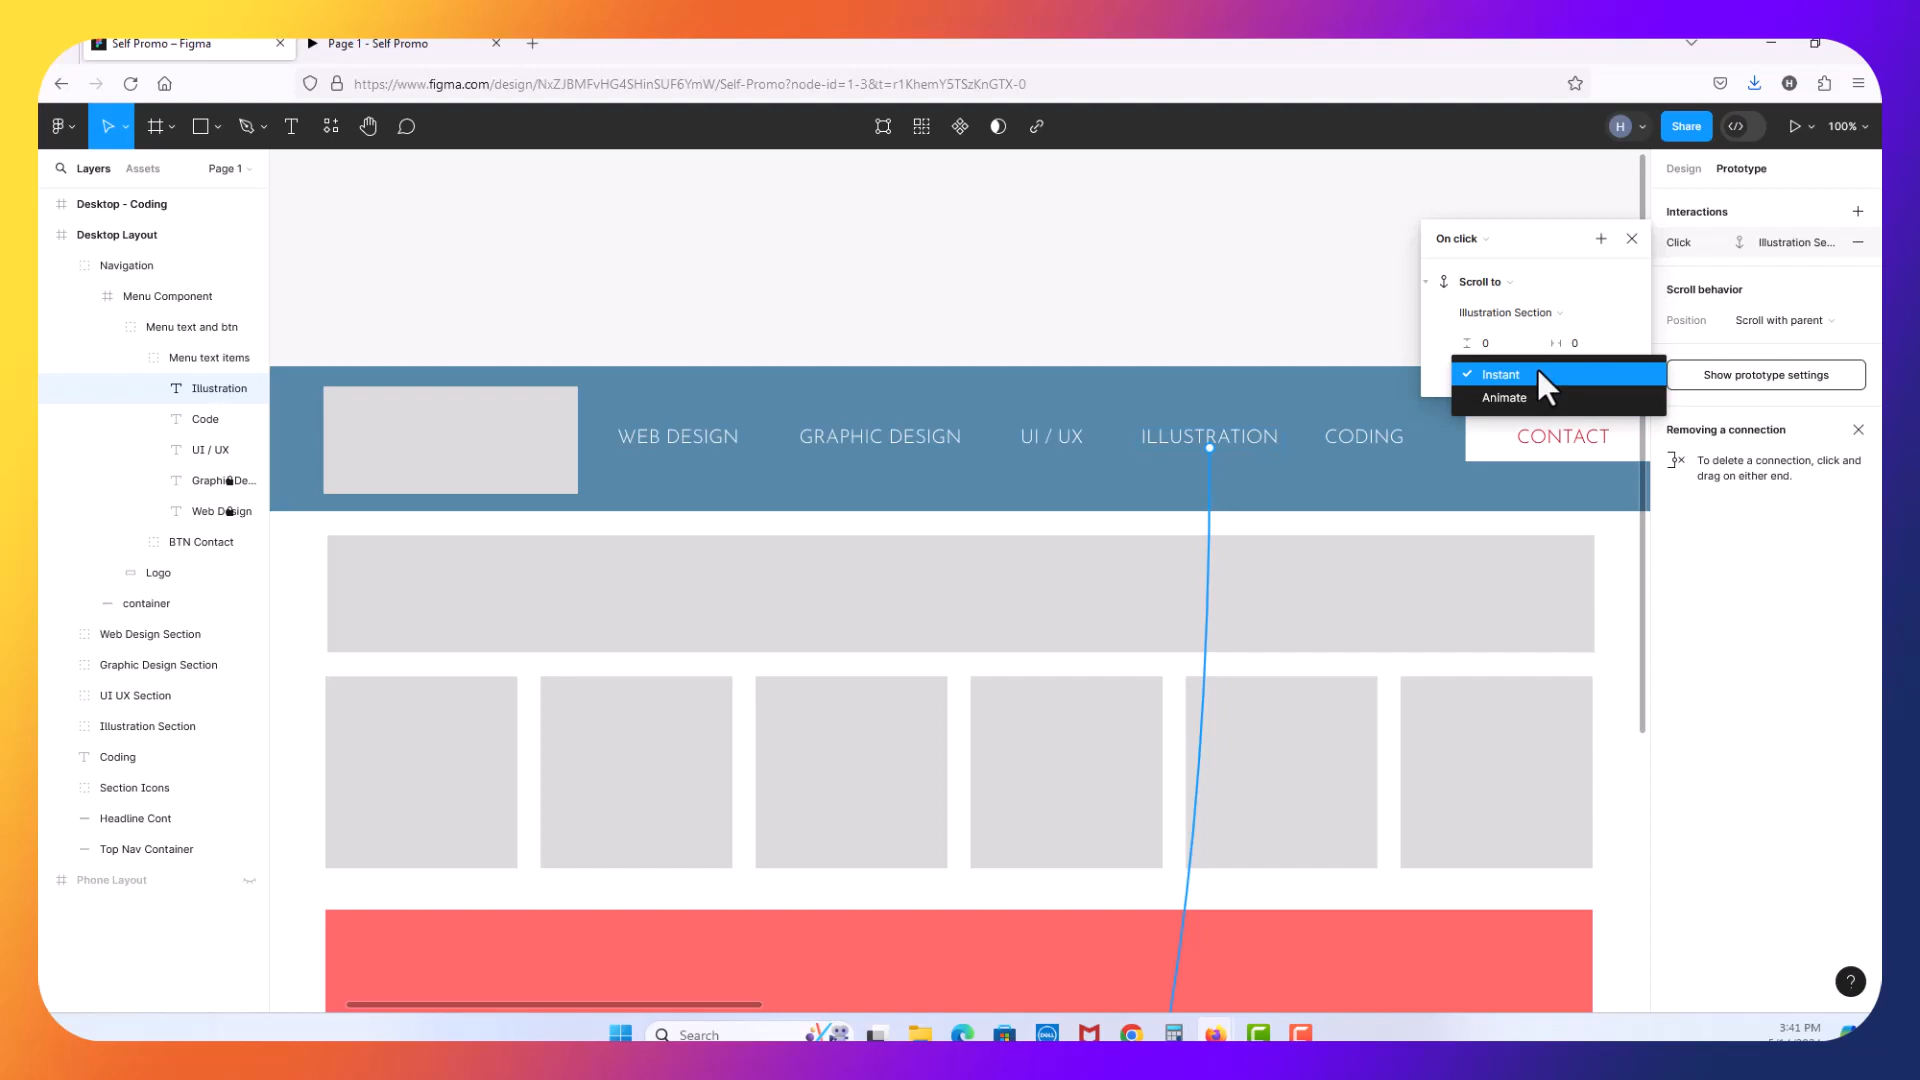 Self Promo – Figma
Page 1 - Self Promo
https://www.figma.com/design/NxZJBMFvHG4SHinSUF6YmW/Self-Promo?node-id=1-3&t=r1KhemY5TSzKnGTX-0
H
Share
100%
Layers
Assets
Page 1
Desktop - Coding
Desktop Layout
Navigation
Menu Component
Menu text and btn
Menu text items
Illustration
Code
UI / UX
Graphic De...
Web Design
BTN Contact
Logo
container
Web Design Section
Graphic Design Section
UI UX Section
Illustration Section
Coding
Section Icons
Headline Cont
Top Nav Container
Phone Layout
WEB DESIGN
GRAPHIC DESIGN
UI / UX
ILLUSTRATION
CODING
CONTACT
On click
Scroll to
Illustration Section
0
0
Instant
Animate
Design
Prototype
Interactions
Click
Illustration Se...
Scroll behavior
Position
Scroll with parent
Show prototype settings
Removing a connection
To delete a connection, click and
drag on either end.
?
Search
3:41 PM